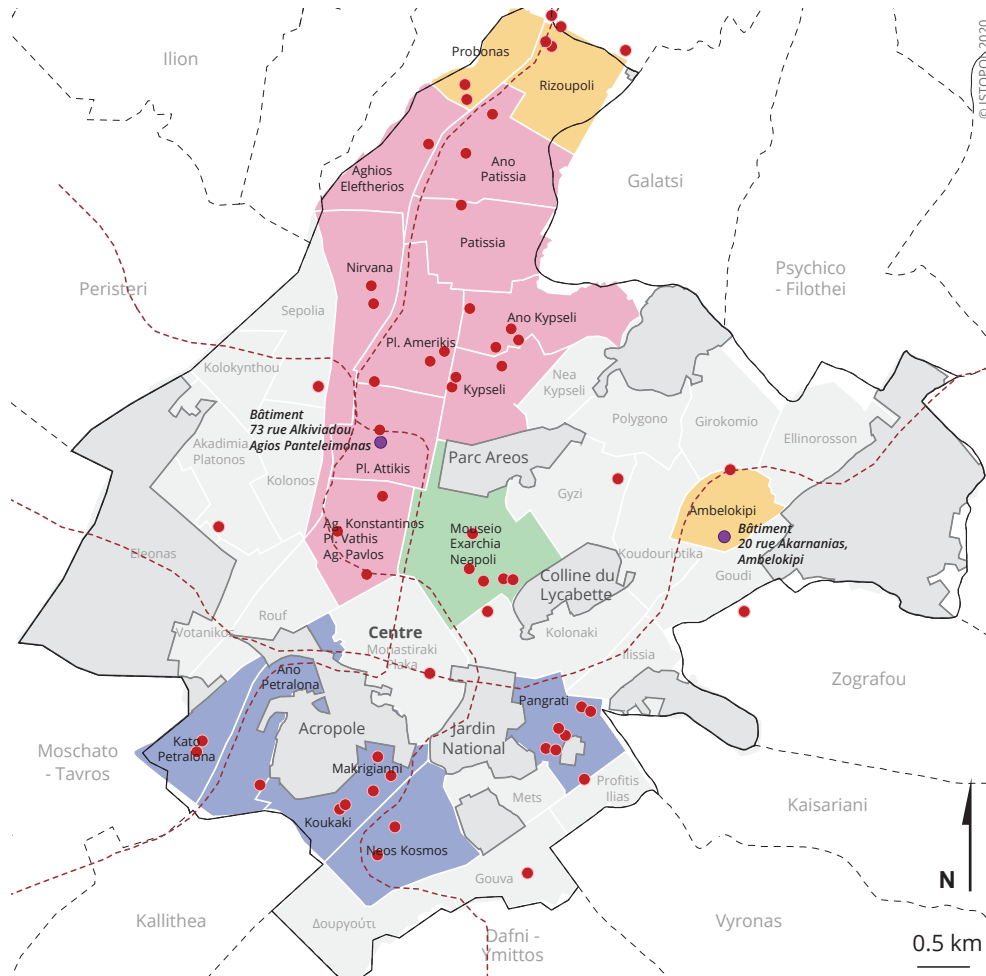 © ISTOPOL 2020
Ilion
Probonas
Rizoupoli
Aghios
Eleftherios
Ano
Patissia
Galatsi
Patissia
Psychico
- Filothei
Peristeri
Nirvana
Sepolia
Ano Kypseli
Pl. Amerikis
Kolokynthou
Nea
Kypseli
Kypseli
Bâtiment
73 rue Alkiviadou,
Agios Panteleimonas
Polygono
Girokomio
Ellinorosson
Akadimia
Platonos
Parc Areos
Pl. Attikis
Kolonos
Gyzi
Ambelokipi
Ag. Konstantinos
Pl. Vathis
Ag. Pavlos
Mouseio
Exarchia
Neapoli
Bâtiment
20 rue Akarnanias,
Ambelokipi
Eleonas
Koudouriotika
Goudi
Colline du
Lycabette
Rouf
Votanikos
Centre
Monastiraki
Plaka
Kolonaki
Ilissia
Zografou
Ano
Petralona
Pangrati
Acropole
Jardin
National
Kato
Petralona
Moschato
- Tavros
Makrigianni
Profitis
Ilias
Mets
Kaisariani
Koukaki
Neos Kosmos
Gouva
N
Kallithea
Δουργούτι
Dafni -
Ymittos
Vyronas
0.5 km